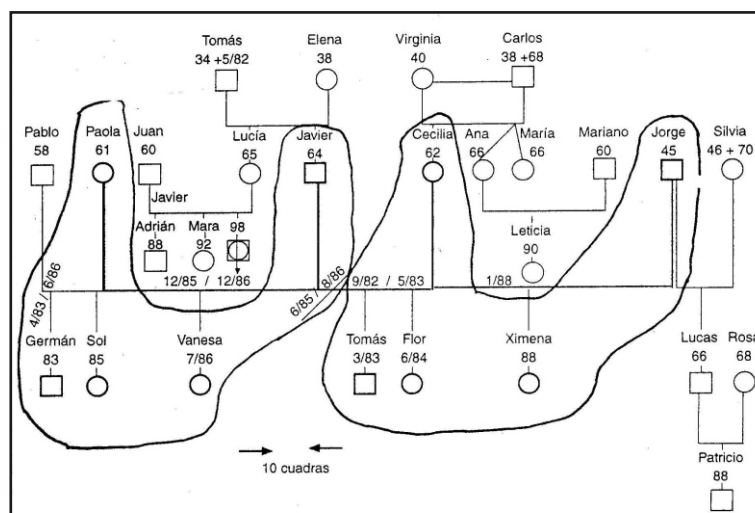 Tomás
34 +5/82
Elena
38
Virginia
40
Carlos
38 +68
Pablo
58
Paola
61
Juan
60
Lucía
65
Javier
64
Cecilia
62
Ana
66
María
66
Mariano
60
Jorge
45
Silvia
46 + 70
Javier
Adrián
88
Mara
92
98
Leticia
90
4/83 / 6/86
12/85 / 12/86
6/85 / 8/86
9/82 / 5/83
1/88
Germán
83
Sol
85
Vanesa
7/86
Tomás
3/83
Flor
6/84
Ximena
88
Lucas
66
Rosa
68
10 cuadras
Patricio
88